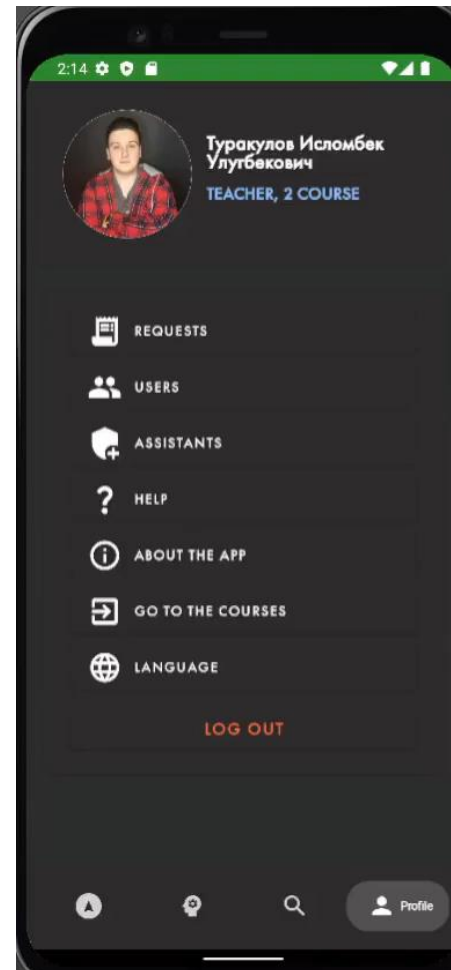 2:14
Туракулов Исломбек
Улугбекович
TEACHER, 2 COURSE
REQUESTS
USERS
ASSISTANTS
HELP
ABOUT THE APP
GO TO THE COURSES
LANGUAGE
LOG OUT
Profile